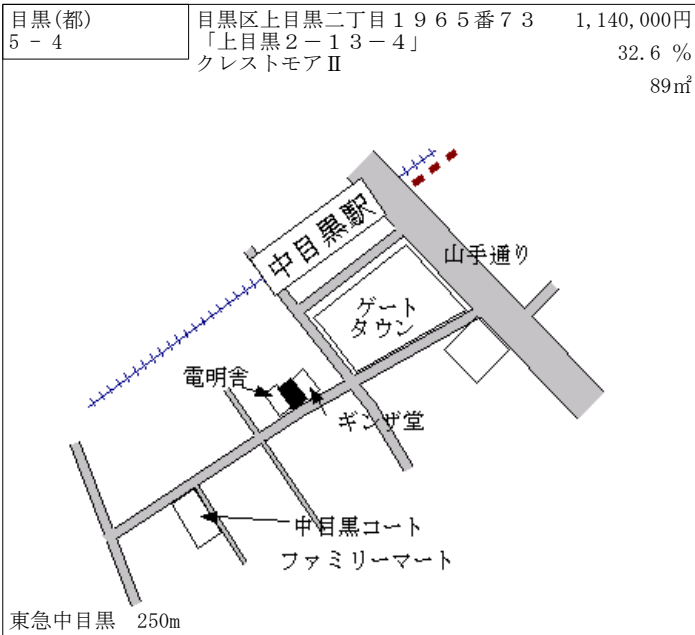 目黒(都)
5－4
目黒区上目黒二丁目１９６５番７３
「上目黒２－１３－４」
クレストモアⅡ
1,140,000円
32.6 %
89㎡
中目黒駅
山手通り
ゲート
タウン
電明舎
ギンザ堂
中目黒コート
ファミリーマート
東急中目黒 250m